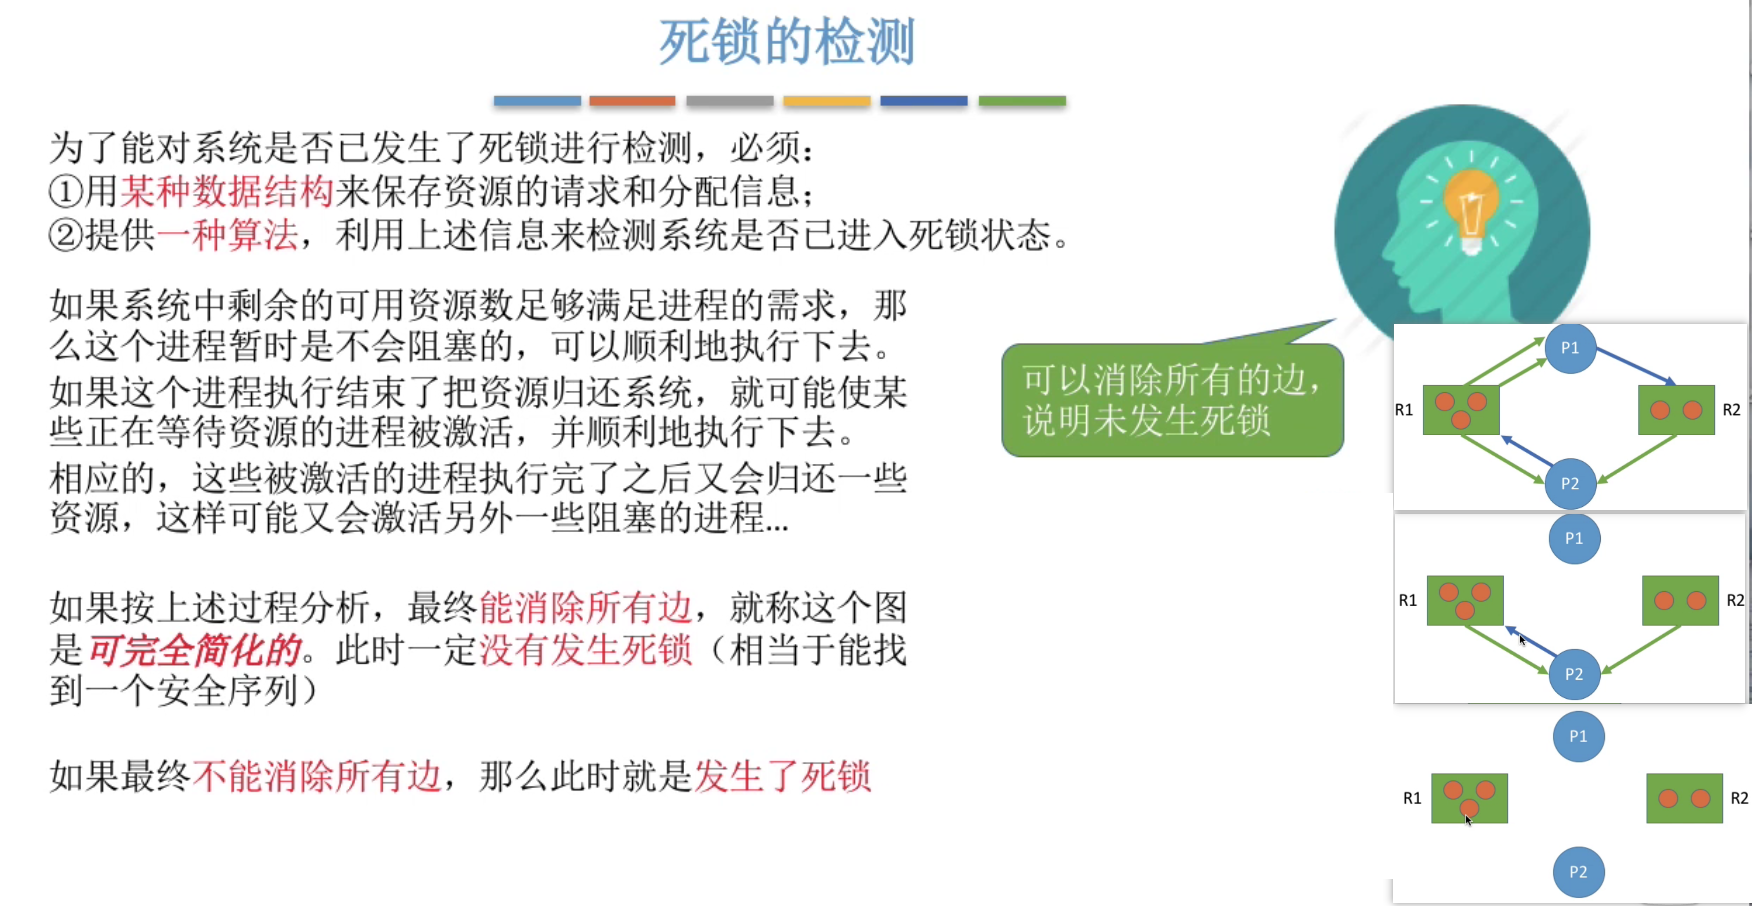 死锁的检测
为了能对系统是否已发生了死锁进行检测，必须：
①用某种数据结构来保存资源的请求和分配信息；
②提供一种算法，利用上述信息来检测系统是否已进入死锁状态。
如果系统中剩余的可用资源数足够满足进程的需求，那
么这个进程暂时是不会阻塞的，可以顺利地执行下去。
如果这个进程执行结束了把资源归还系统，就可能使某
些正在等待资源的进程被激活，并顺利地执行下去。
相应的，这些被激活的进程执行完了之后又会归还一些
资源，这样可能又会激活另外一些阻塞的进程...
如果按上述过程分析，最终能消除所有边，就称这个图
是可完全简化的。此时一定没有发生死锁（相当于能找
到一个安全序列）
如果最终不能消除所有边，那么此时就是发生了死锁
可以消除所有的边，
说明未发生死锁
P1
R1
R2
P2
P1
R1
R2
P2
P1
R1
R2
P2